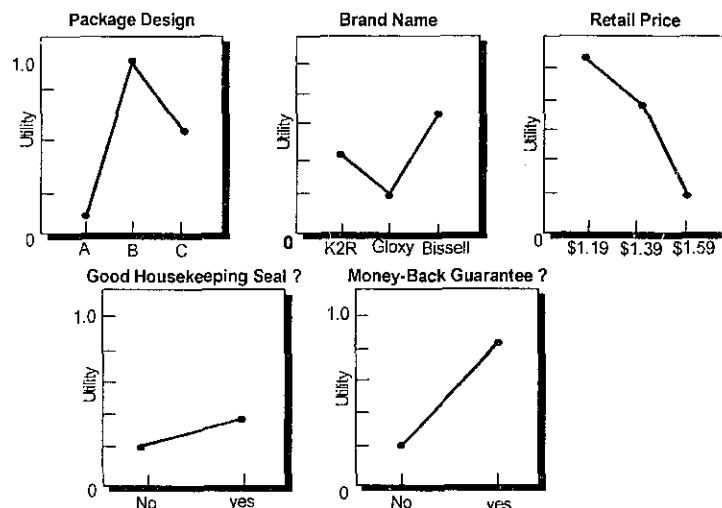 Package Design
1.0
Utility
0
A B C
Brand Name
Utility
0
K2R Gloxy Bissell
Retail Price
Utility
0
$1.19 $1.39 $1.59
Good Housekeeping Seal ?
1.0
Utility
0
No yes
Money-Back Guarantee ?
1.0
Utility
0
No yes